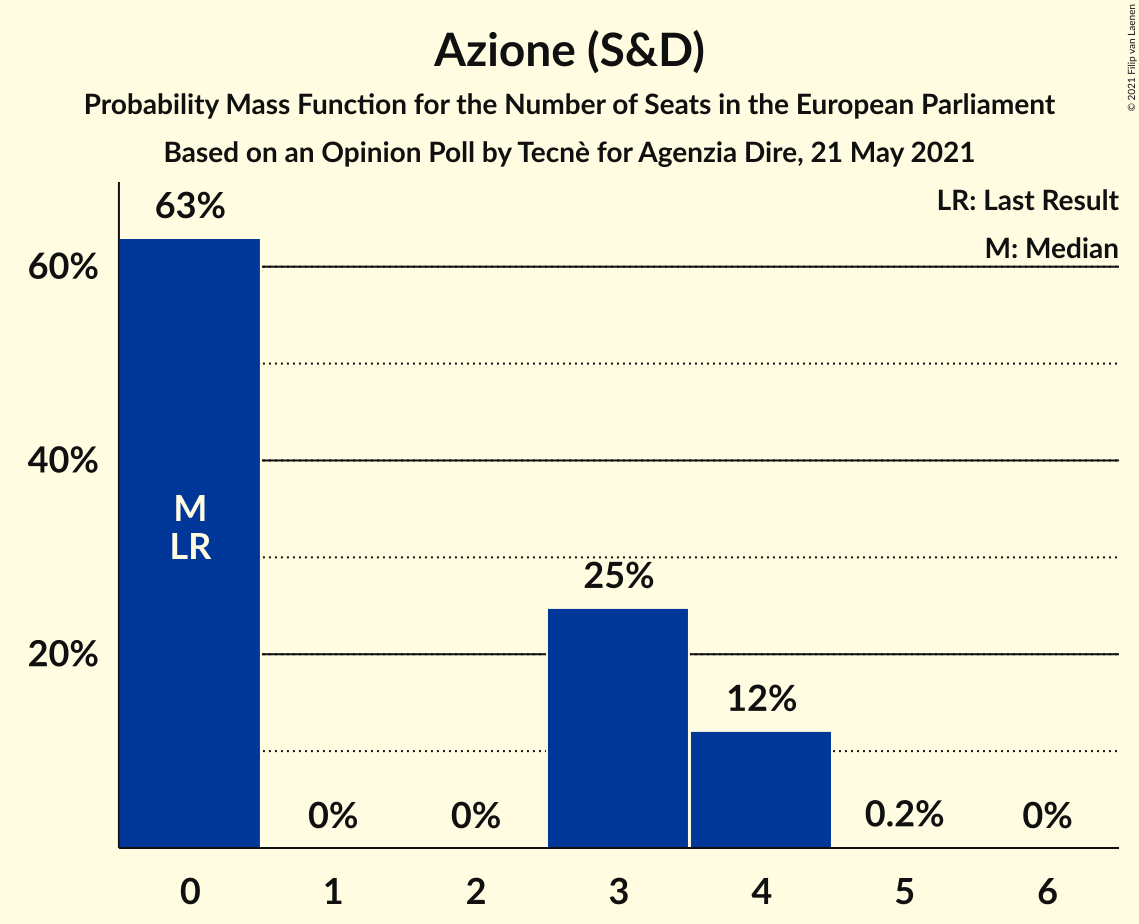 Azione (S&D)
Probability Mass Function for the Number of Seats in the European Parliament
Based on an Opinion Poll by Tecnè for Agenzia Dire, 21 May 2021
© 2021 Filip van Laenen
LR: Last Result
M: Median
63%
60%
40%
20%
M
LR
0%
0%
25%
12%
0.2%
0%
0
1
2
3
4
5
6